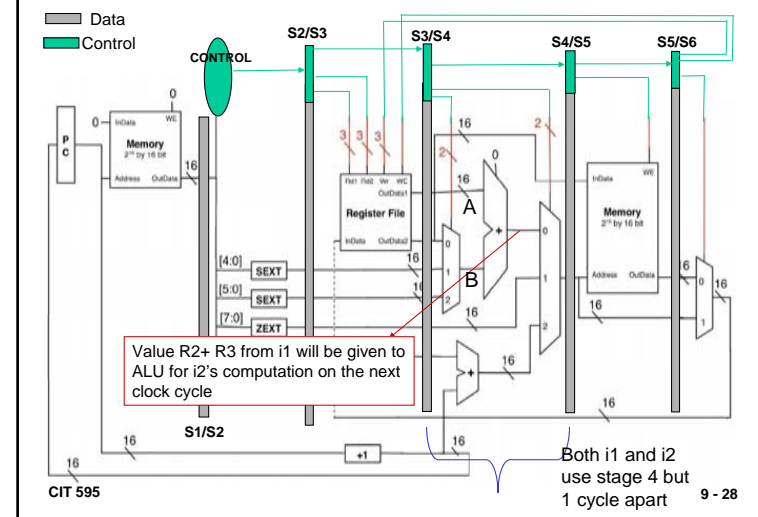 Data
Control
S2/S3
S3/S4
S4/S5
S5/S6
CONTROL
P
C
0
0
InData
WE
Memory
by 16 bit
Address
OutData
16
3
3
3
2
16
2
Rd1 Rd2 Wr WE
OutData1
Register File
InData OutData2
16
A
0
+
B
0
1
2
0
1
2
InData
WE
Memory
by 16 bit
Address OutData
16
0
1
16
[4:0]
SEXT
16
[5:0]
SEXT
16
[7:0]
ZEXT
16
16
Value R2+ R3 from i1 will be given to
ALU for i2's computation on the next
clock cycle
+
16
16
S1/S2
16
+1
16
16
Both i1 and i2
use stage 4 but
1 cycle apart
CIT 595
9 - 28